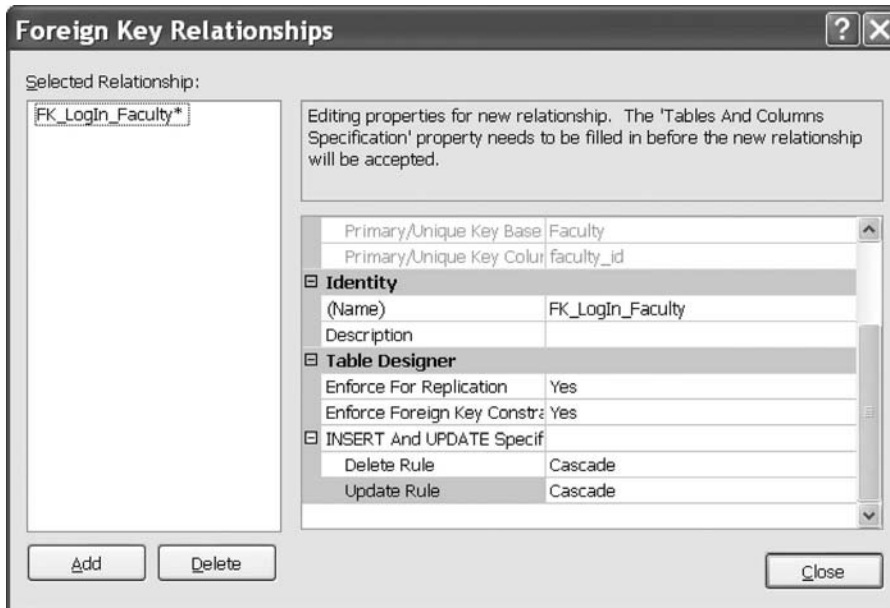 Foreign Key Relationships
Selected Relationship:
FK_LogIn_Faculty*
Editing properties for new relationship. The 'Tables And Columns
Specification' property needs to be filled in before the new relationship
will be accepted.
Primary/Unique Key Base Faculty
Primary/Unique Key Colur faculty_id
Identity
(Name) FK_LogIn_Faculty
Description
Table Designer
Enforce For Replication Yes
Enforce Foreign Key Constra Yes
INSERT And UPDATE Specif
Delete Rule Cascade
Update Rule Cascade
Add Delete
Close